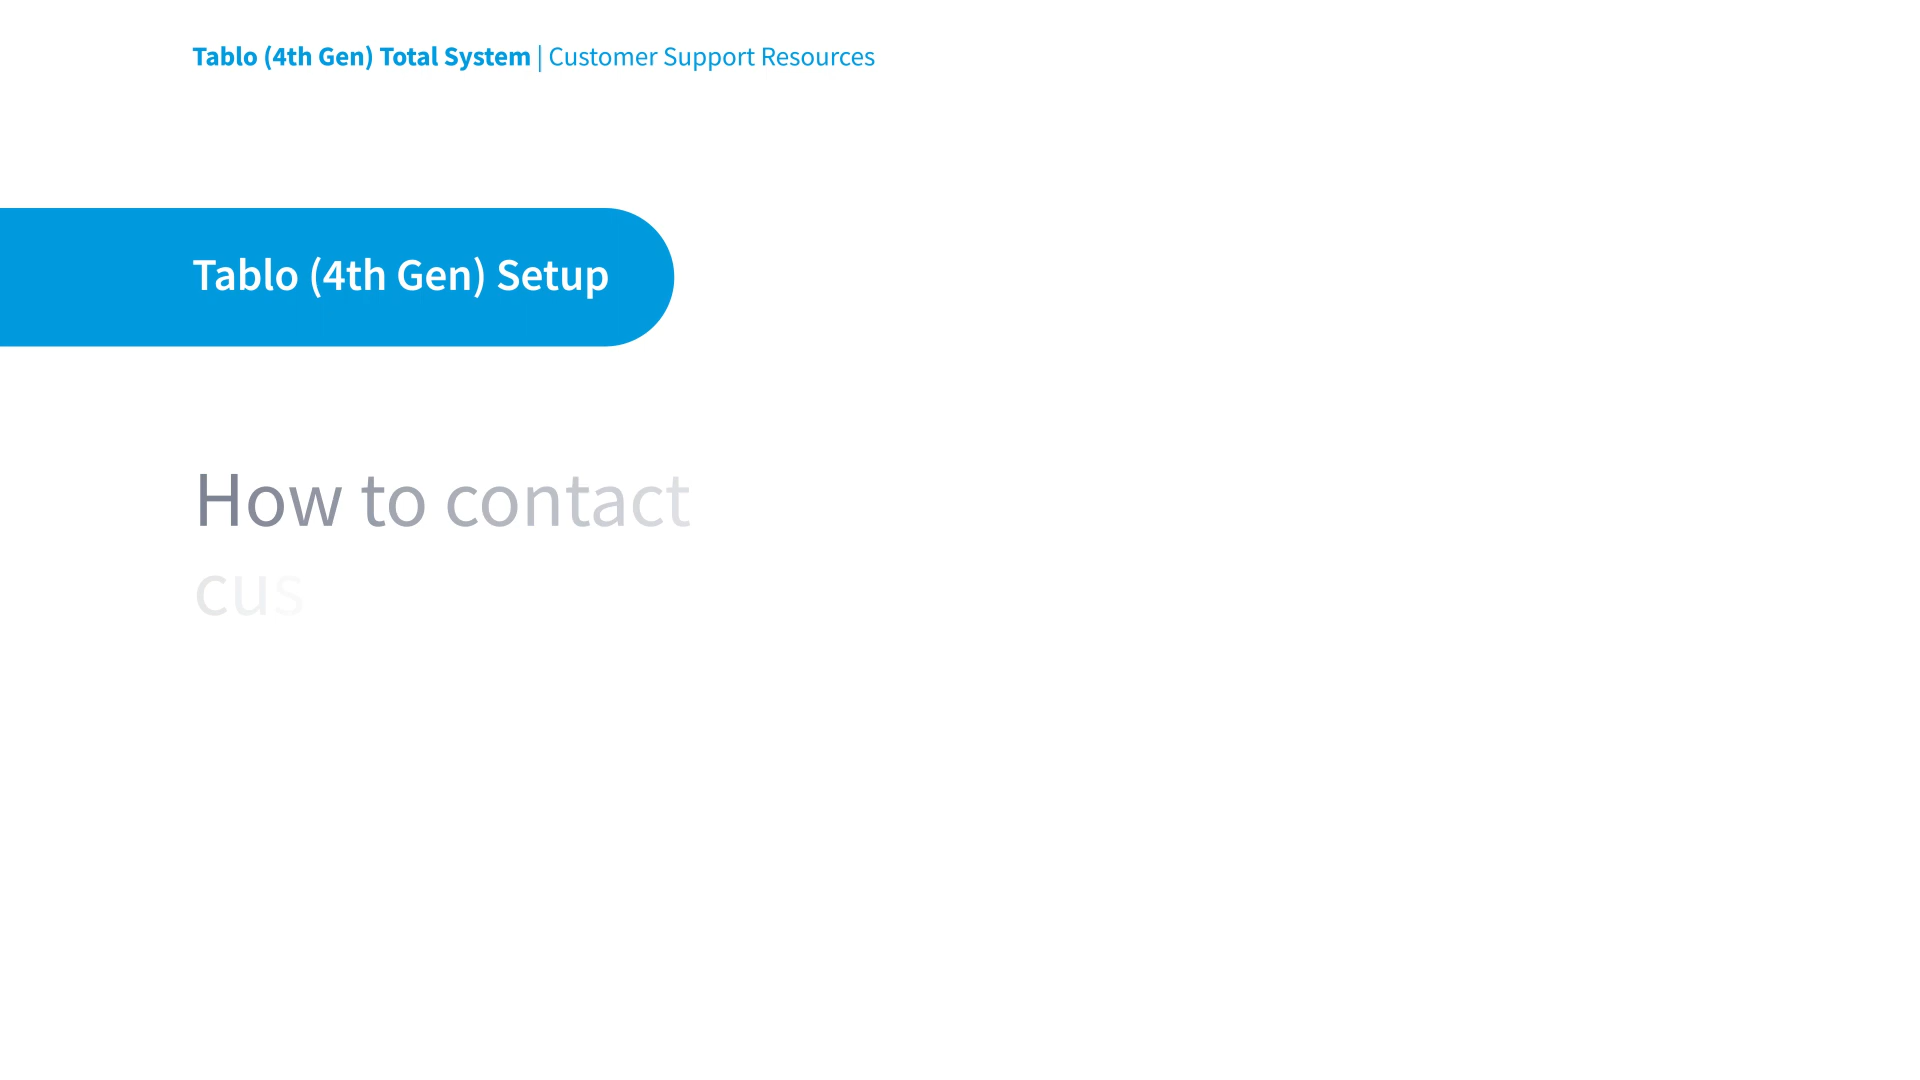 Tablo (4th Gen) Total System | Customer Support Resources
Tablo (4th Gen) Setup
How to contact
cus